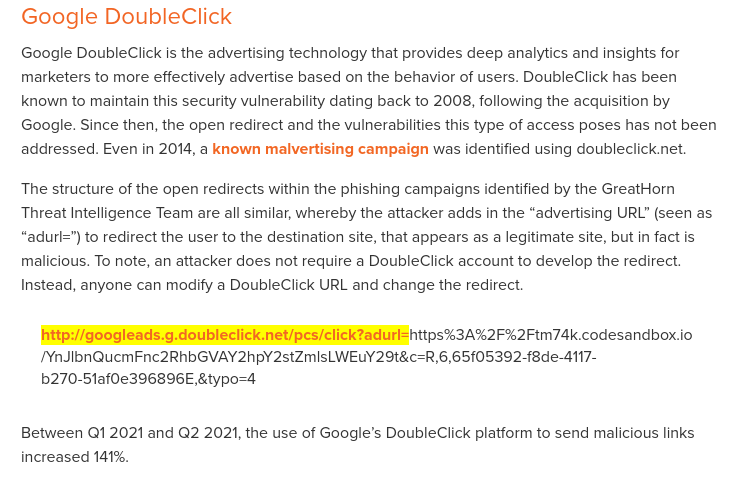 Google DoubleClick
Google DoubleClick is the advertising technology that provides deep analytics and insights for
marketers to more effectively advertise based on the behavior of users. DoubleClick has been
known to maintain this security vulnerability dating back to 2008, following the acquisition by
Google. Since then, the open redirect and the vulnerabilities this type of access poses has not been
addressed. Even in 2014, a known malvertising campaign was identified using doubleclick.net.
The structure of the open redirects within the phishing campaigns identified by the GreatHorn
Threat Intelligence Team are all similar, whereby the attacker adds in the “advertising URL” (seen as
“adurl=”) to redirect the user to the destination site, that appears as a legitimate site, but in fact is
malicious. To note, an attacker does not require a DoubleClick account to develop the redirect.
Instead, anyone can modify a DoubleClick URL and change the redirect.
http://googleads.g.doubleclick.net/pcs/click?adurl=https%3A%2F%2Ftm74k.codesandbox.io
/YnJlbnQucmFnc2RhbGVAY2hpY2stZmlsLWEuY29t&c=R,6,65f05392-f8de-4117-
b270-51af0e396896E,&typo=4
Between Q1 2021 and Q2 2021, the use of Google’s DoubleClick platform to send malicious links
increased 141%.